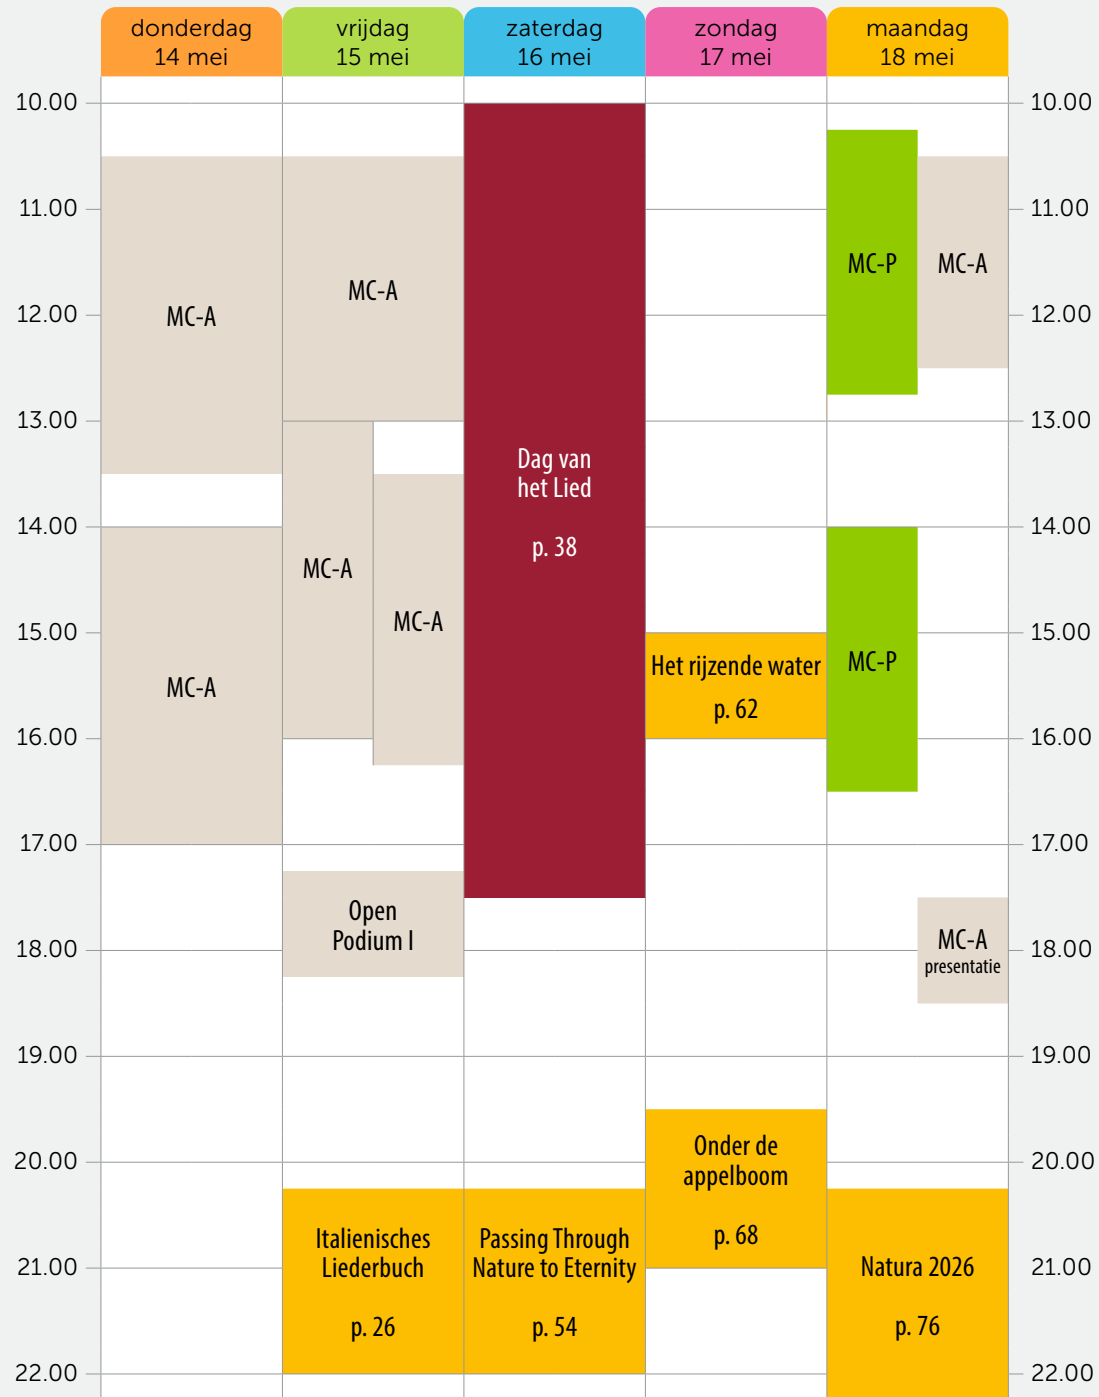 donderdag
14 mei
vrijdag
15 mei
zaterdag
16 mei
zondag
17 mei
maandag
18 mei
10.00
10.00
11.00
11.00
12.00
12.00
13.00
13.00
14.00
14.00
15.00
15.00
16.00
16.00
17.00
17.00
18.00
18.00
19.00
19.00
20.00
20.00
21.00
21.00
22.00
22.00
MC-A
MC-A
MC-A
MC-A
MC-A
Open
Podium I
Italienisches
Liederbuch
p. 26
Dag van
het Lied
p. 38
Passing Through
Nature to Eternity
p. 54
Het rijzende water
p. 62
Onder de
appelboom
p. 68
MC-P
MC-A
MC-P
MC-A
presentatie
Natura 2026
p. 76